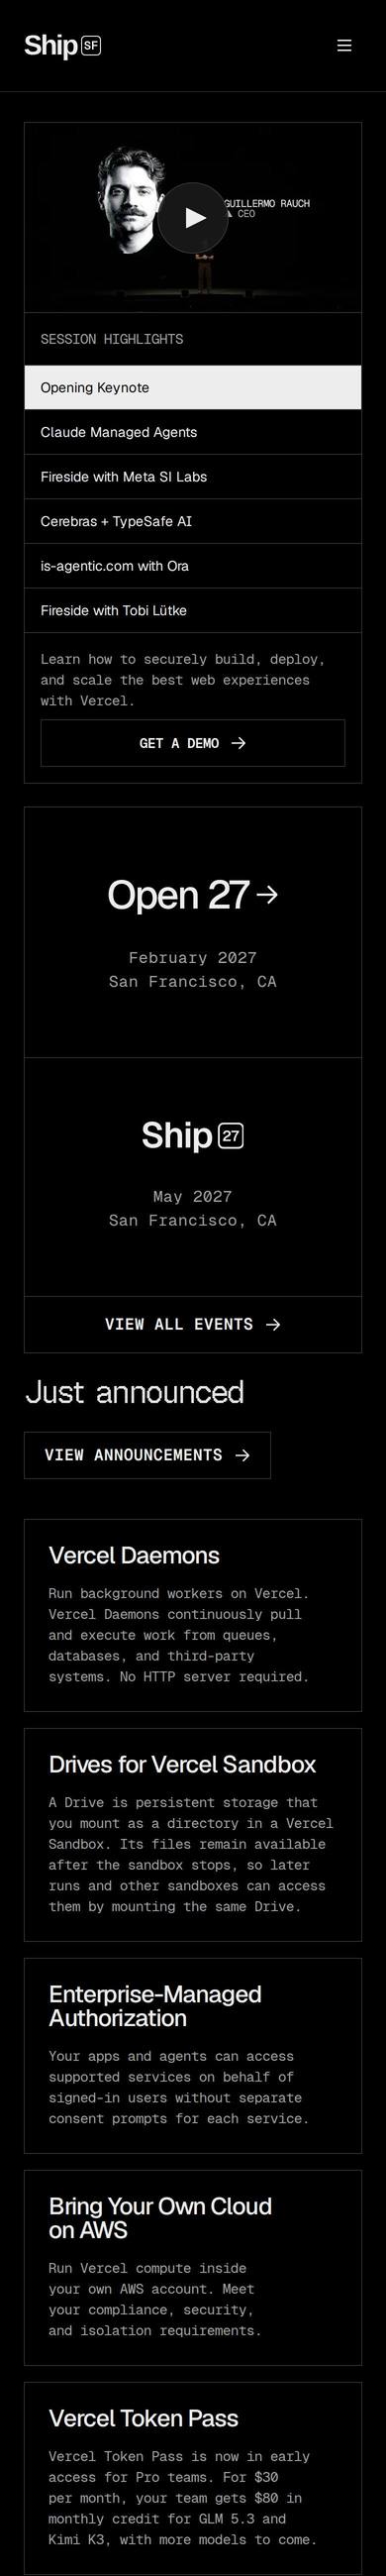 Ship SF
GUILLERMO RAUCH
CEO
SESSION HIGHLIGHTS
Opening Keynote
Claude Managed Agents
Fireside with Meta SI Labs
Cerebras + TypeSafe AI
is-agentic.com with Ora
Fireside with Tobi Lütke
Learn how to securely build, deploy,
and scale the best web experiences
with Vercel.
GET A DEMO →
Open 27 →
February 2027
San Francisco, CA
Ship 27
May 2027
San Francisco, CA
VIEW ALL EVENTS →
Just announced
VIEW ANNOUNCEMENTS →
Vercel Daemons
Run background workers on Vercel.
Vercel Daemons continuously pull
and execute work from queues,
databases, and third-party
systems. No HTTP server required.
Drives for Vercel Sandbox
A Drive is persistent storage that
you mount as a directory in a Vercel
Sandbox. Its files remain available
after the sandbox stops, so later
runs and other sandboxes can access
them by mounting the same Drive.
Enterprise-Managed
Authorization
Your apps and agents can access
supported services on behalf of
signed-in users without separate
consent prompts for each service.
Bring Your Own Cloud
on AWS
Run Vercel compute inside
your own AWS account. Meet
your compliance, security,
and isolation requirements.
Vercel Token Pass
Vercel Token Pass is now in early
access for Pro teams. For $30
per month, your team gets $80 in
monthly credit for GLM 5.3 and
Kimi K3, with more models to come.